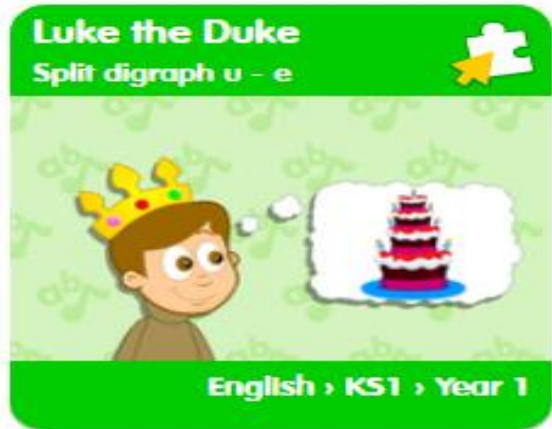 Luke the Duke
Split digraph u - e
English › KS1 › Year 1